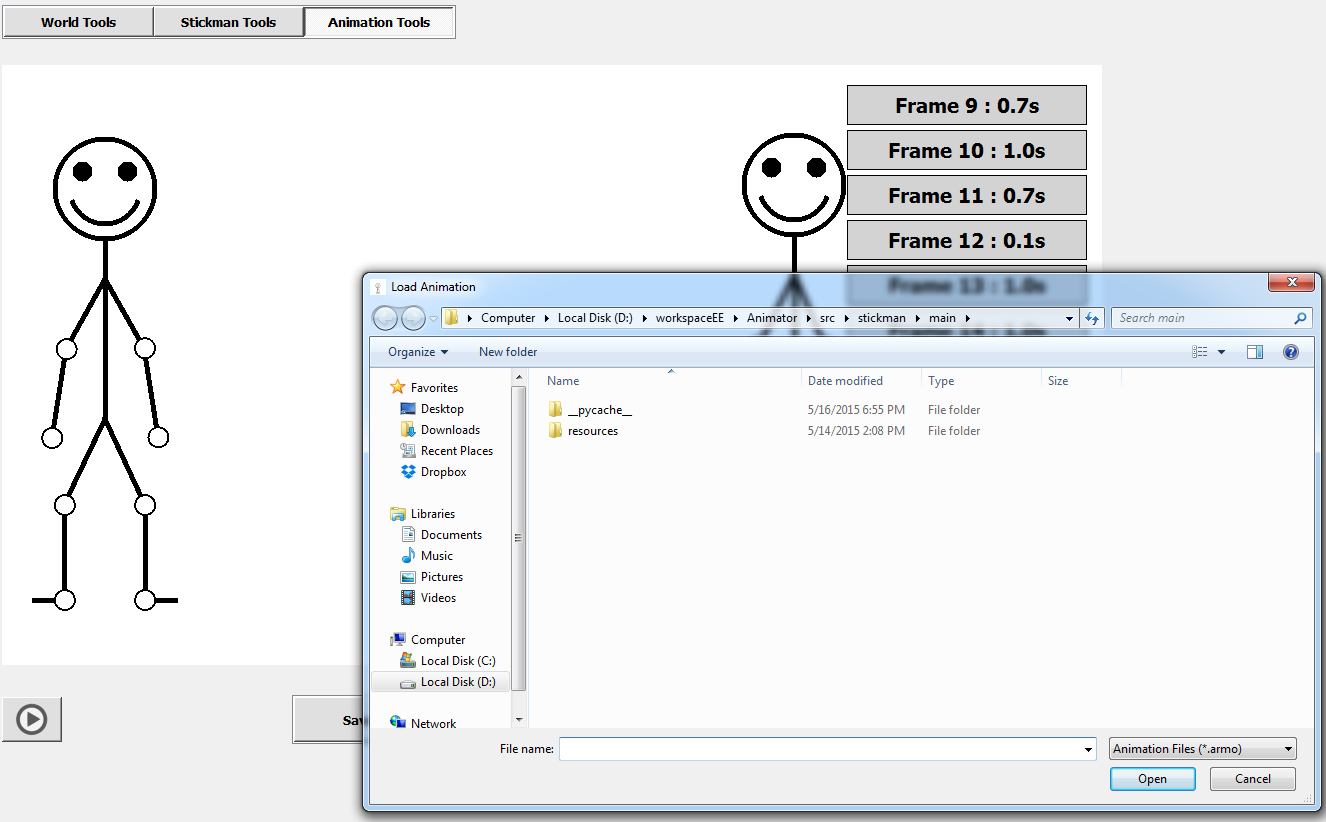 World Tools Stickman Tools Animation Tools
Frame 9 : 0.7s
Frame 10 : 1.0s
Frame 11 : 0.7s
Frame 12 : 0.1s
Frame 13 : 1.0s
Load Animation
Computer Local Disk (D:) workspaceEE Animator src stickman main Search main
Organize New folder
Name Date modified Type Size
Favorites
Desktop
Downloads
Recent Places
Dropbox
Libraries
Documents
Music
Pictures
Videos
Computer
Local Disk (C:)
Local Disk (D:)
Network
__pycache__ 5/16/2015 6:55 PM File folder
resources 5/14/2015 2:08 PM File folder
Sav
File name: Animation Files (*.armo)
Open Cancel